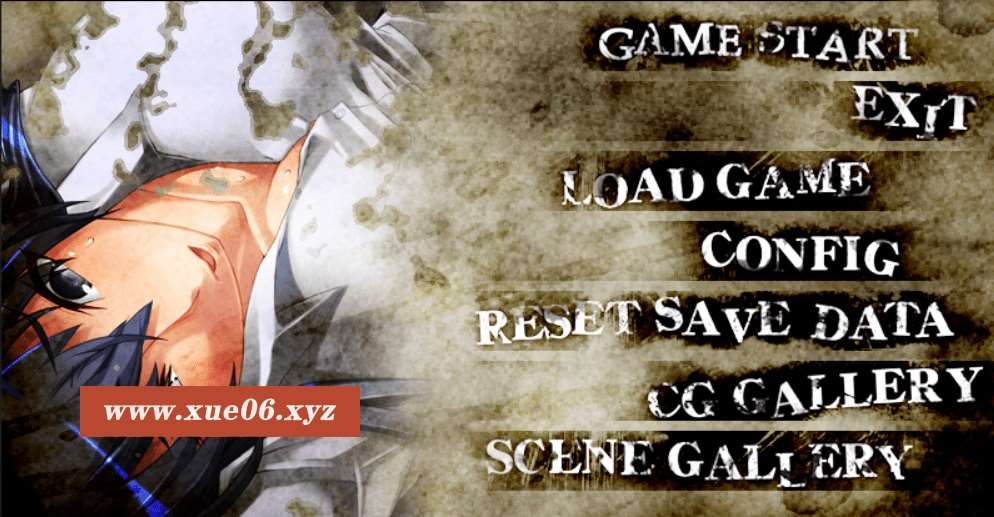 GAME START
EXIT
LOAD GAME
CONFIG
RESET SAVE DATA
CG GALLERY
www.xue06.xyz
SCENE GALLERY